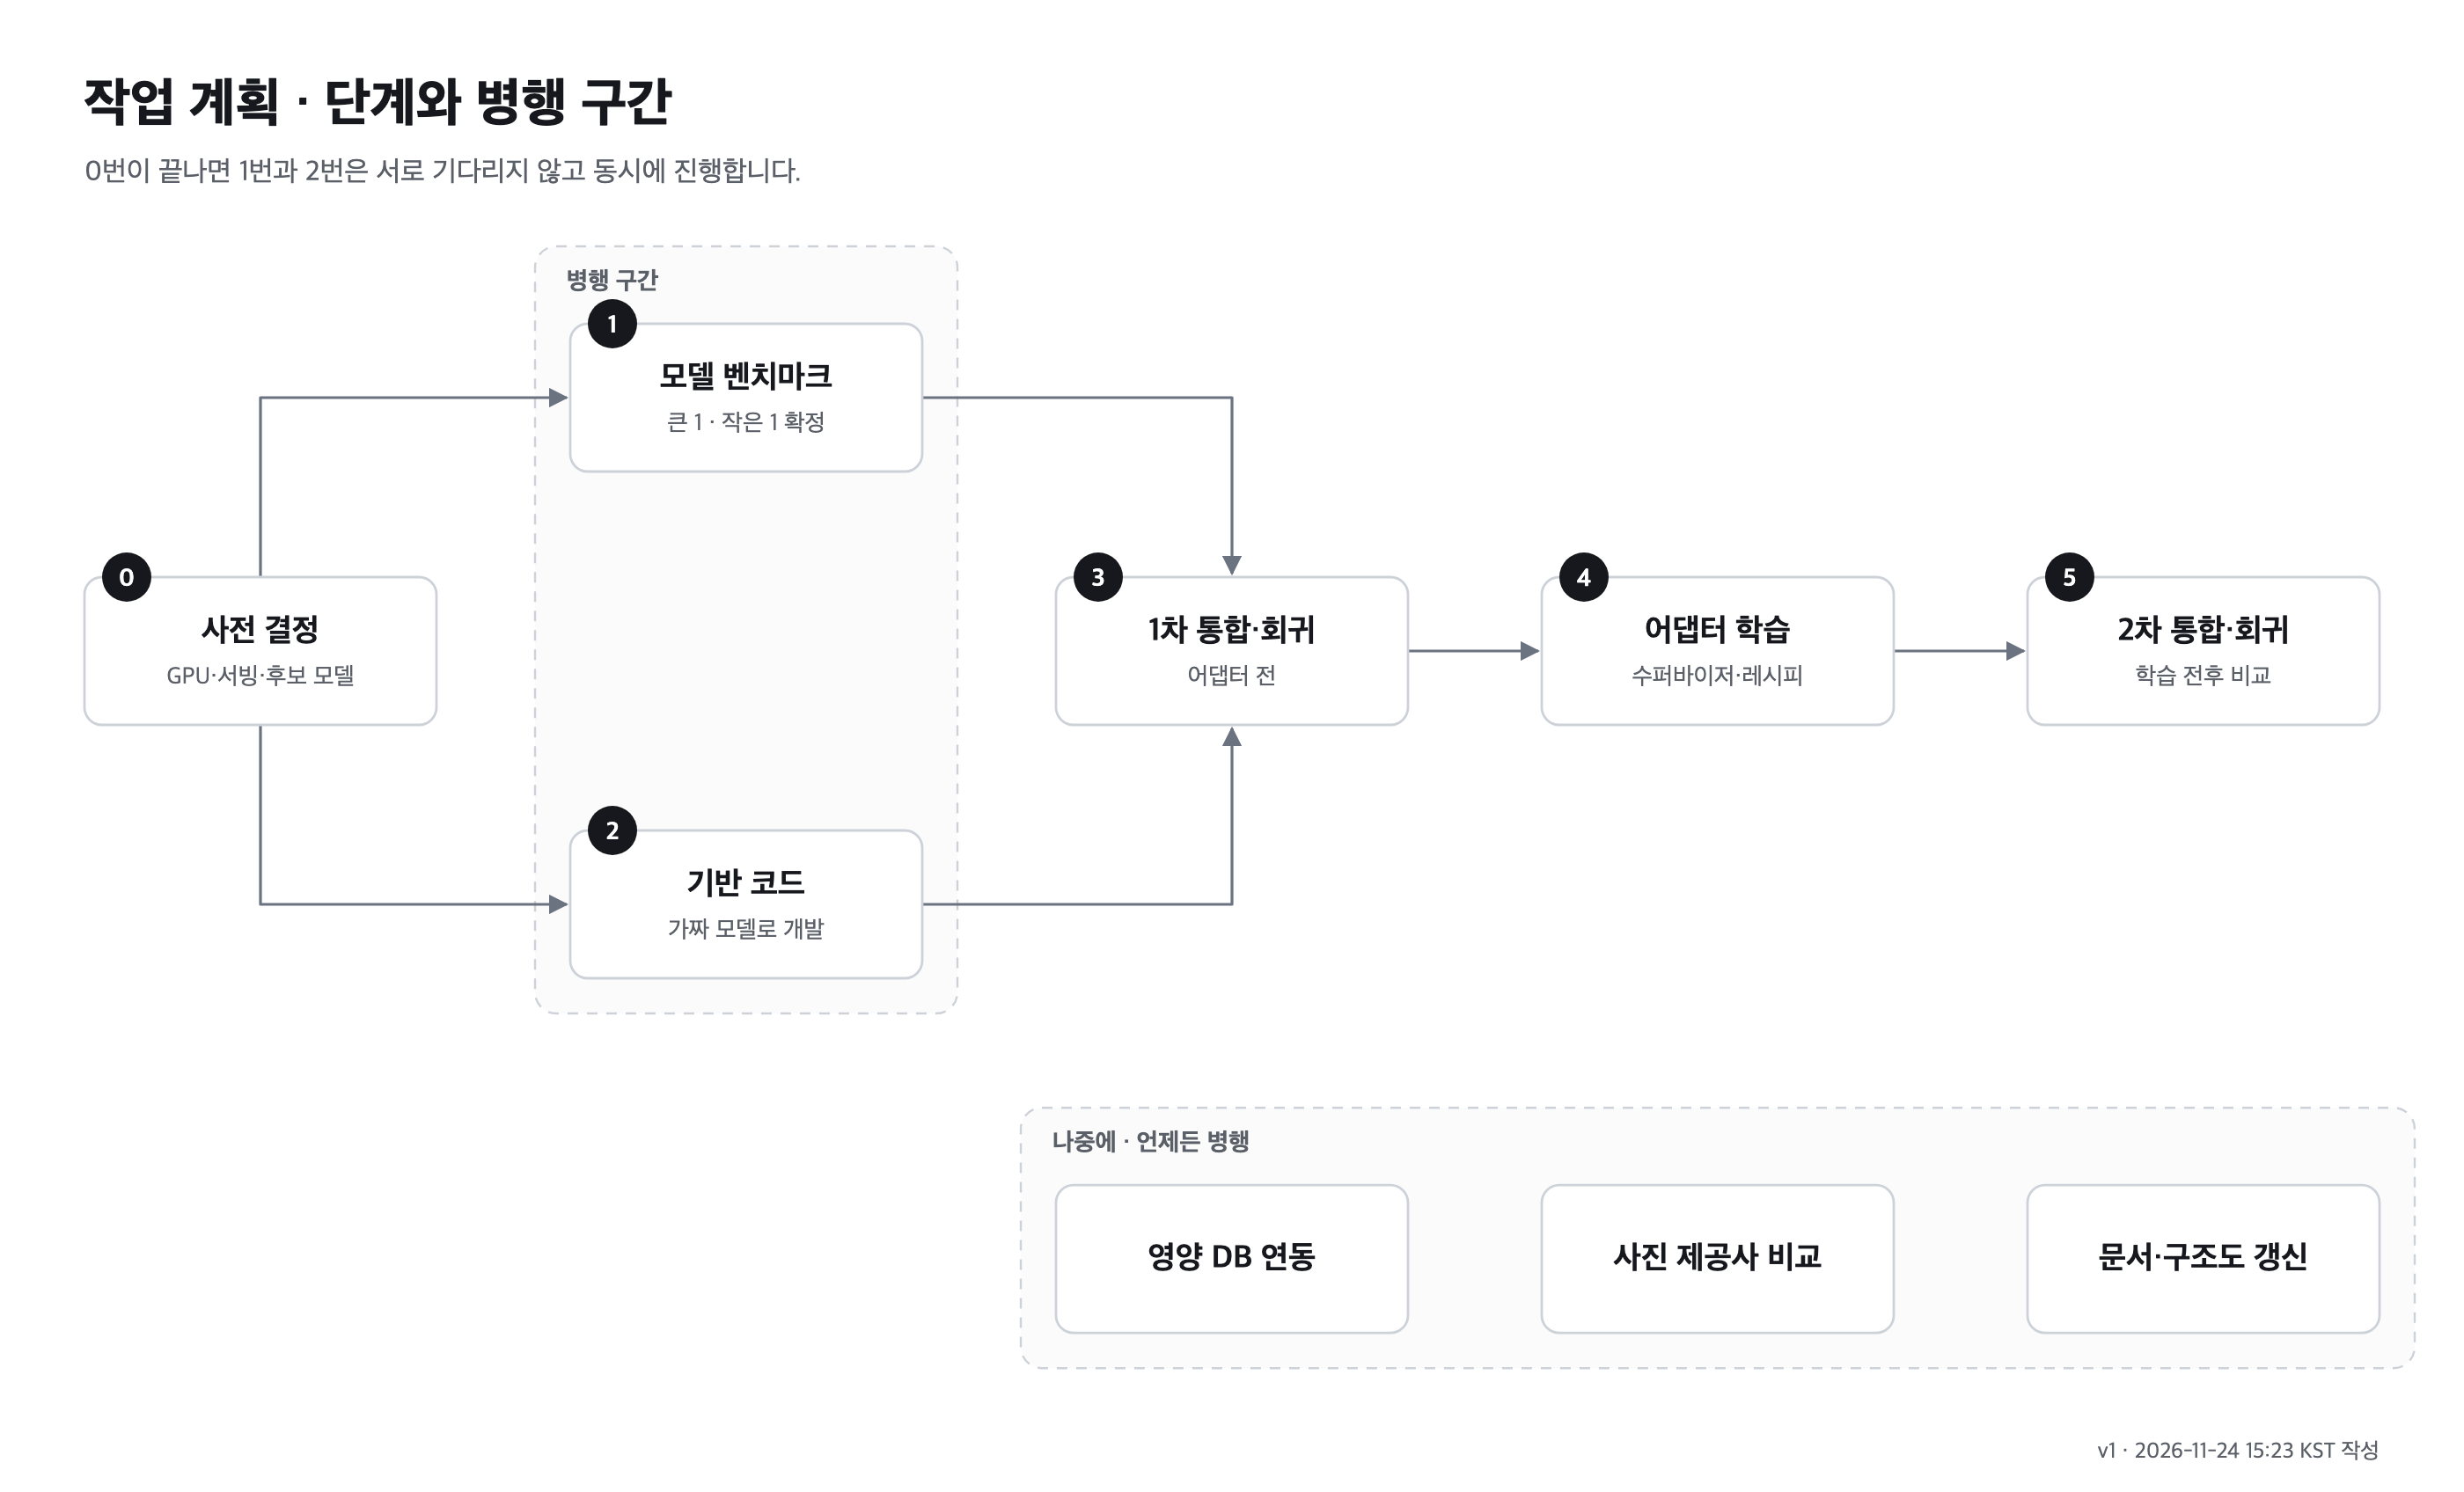 작업 계획 · 단계와 병행 구간
0번이 끝나면 1번과 2번은 서로 기다리지 않고 동시에 진행합니다.
병행 구간
1
모델 벤치마크
큰 1 · 작은 1 확정
0
사전 결정
GPU·서빙·후보 모델
2
기반 코드
가짜 모델로 개발
3
1차 통합·회귀
어댑터 전
4
어댑터 학습
수퍼바이저·레시피
5
2차 통합·회귀
학습 전후 비교
나중에 · 언제든 병행
영양 DB 연동
사진 제공사 비교
문서·구조도 갱신
v1 · 2026-11-24 15:23 KST 작성